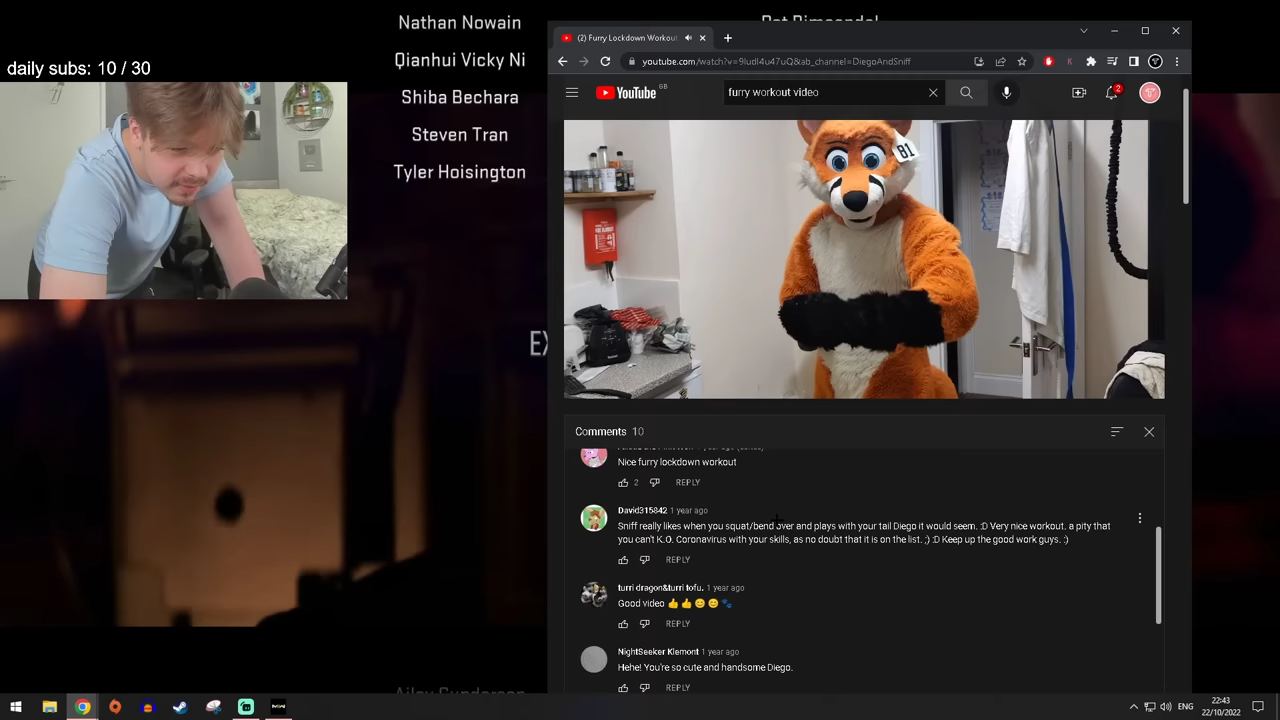 Nathan Nowain
Qianhui Vicky Ni
Shiba Bechara
Steven Tran
Tyler Hoisington
daily subs: 10 / 30
(2) Furry Lockdown Workout
youtube.com/watch?v=9ludI4u47uQ&ab_channel=DiegoAndSniff
YouTube GB
furry workout video
2
81
Comments 10
Nice furry lockdown workout
2 REPLY
David315842 1 year ago
Sniff really likes when you squat/bend over and plays with your tail Diego it would seem. :D Very nice workout. a pity that
you can't K.O. Coronavirus with your skills, as no doubt that it is on the list. ;) :D Keep up the good work guys. :)
REPLY
turri dragon&turri tofu. 1 year ago
Good video 👍👍😊😊🐾
REPLY
NightSeeker Klemont 1 year ago
Hehe! You're so cute and handsome Diego.
REPLY
ENG
22:43
22/10/2022